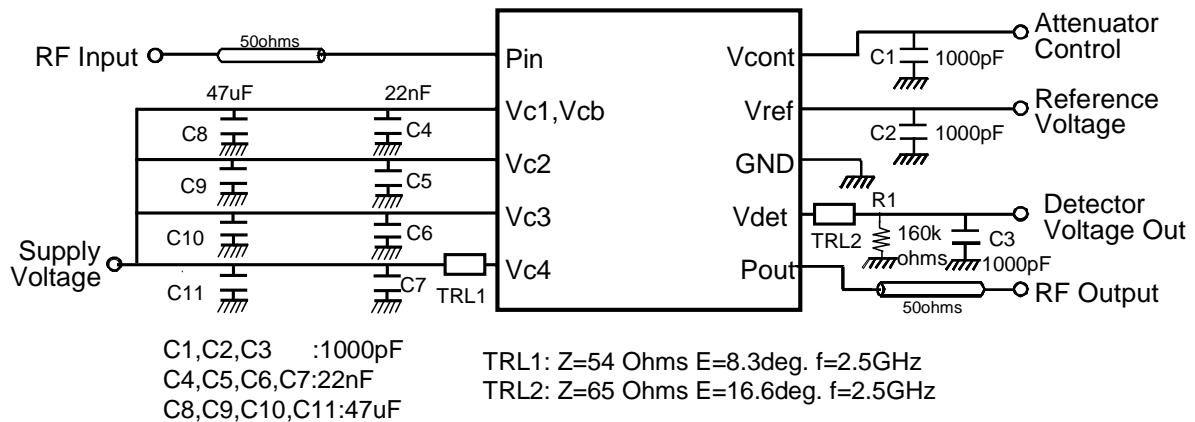 RF Input
50ohms
Pin
Vcont
C1
1000pF
Attenuator
Control
47uF
22nF
Vc1,Vcb
C8
C4
Vref
C2
1000pF
Reference
Voltage
Vc2
C9
C5
GND
Vc3
C10
C6
Vdet
TRL2
R1
160k
ohms
C3
1000pF
Detector
Voltage Out
Supply
Voltage
C11
C7
TRL1
Vc4
Pout
50ohms
RF Output
C1,C2,C3 :1000pF
C4,C5,C6,C7:22nF
C8,C9,C10,C11:47uF
TRL1: Z=54 Ohms E=8.3deg. f=2.5GHz
TRL2: Z=65 Ohms E=16.6deg. f=2.5GHz